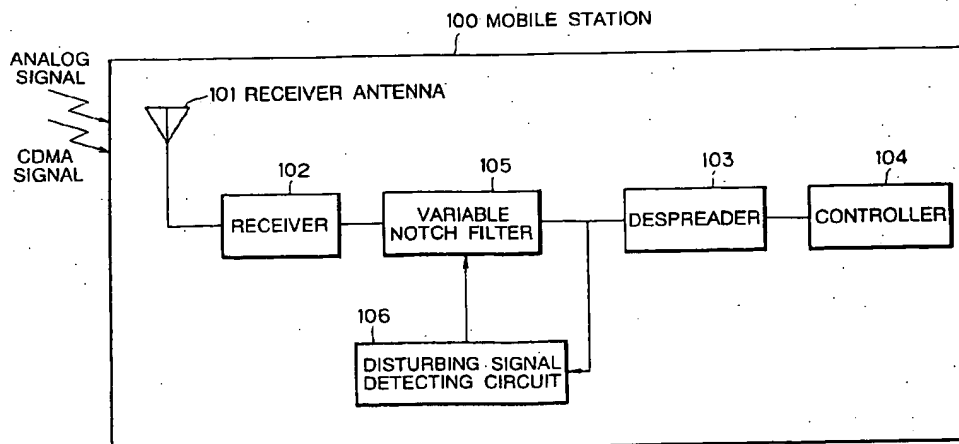 100 MOBILE STATION
ANALOG
SIGNAL
CDMA
SIGNAL
101 RECEIVER ANTENNA
102
RECEIVER
105
VARIABLE
NOTCH FILTER
103
DESPREADER
104
CONTROLLER
106
DISTURBING SIGNAL
DETECTING CIRCUIT